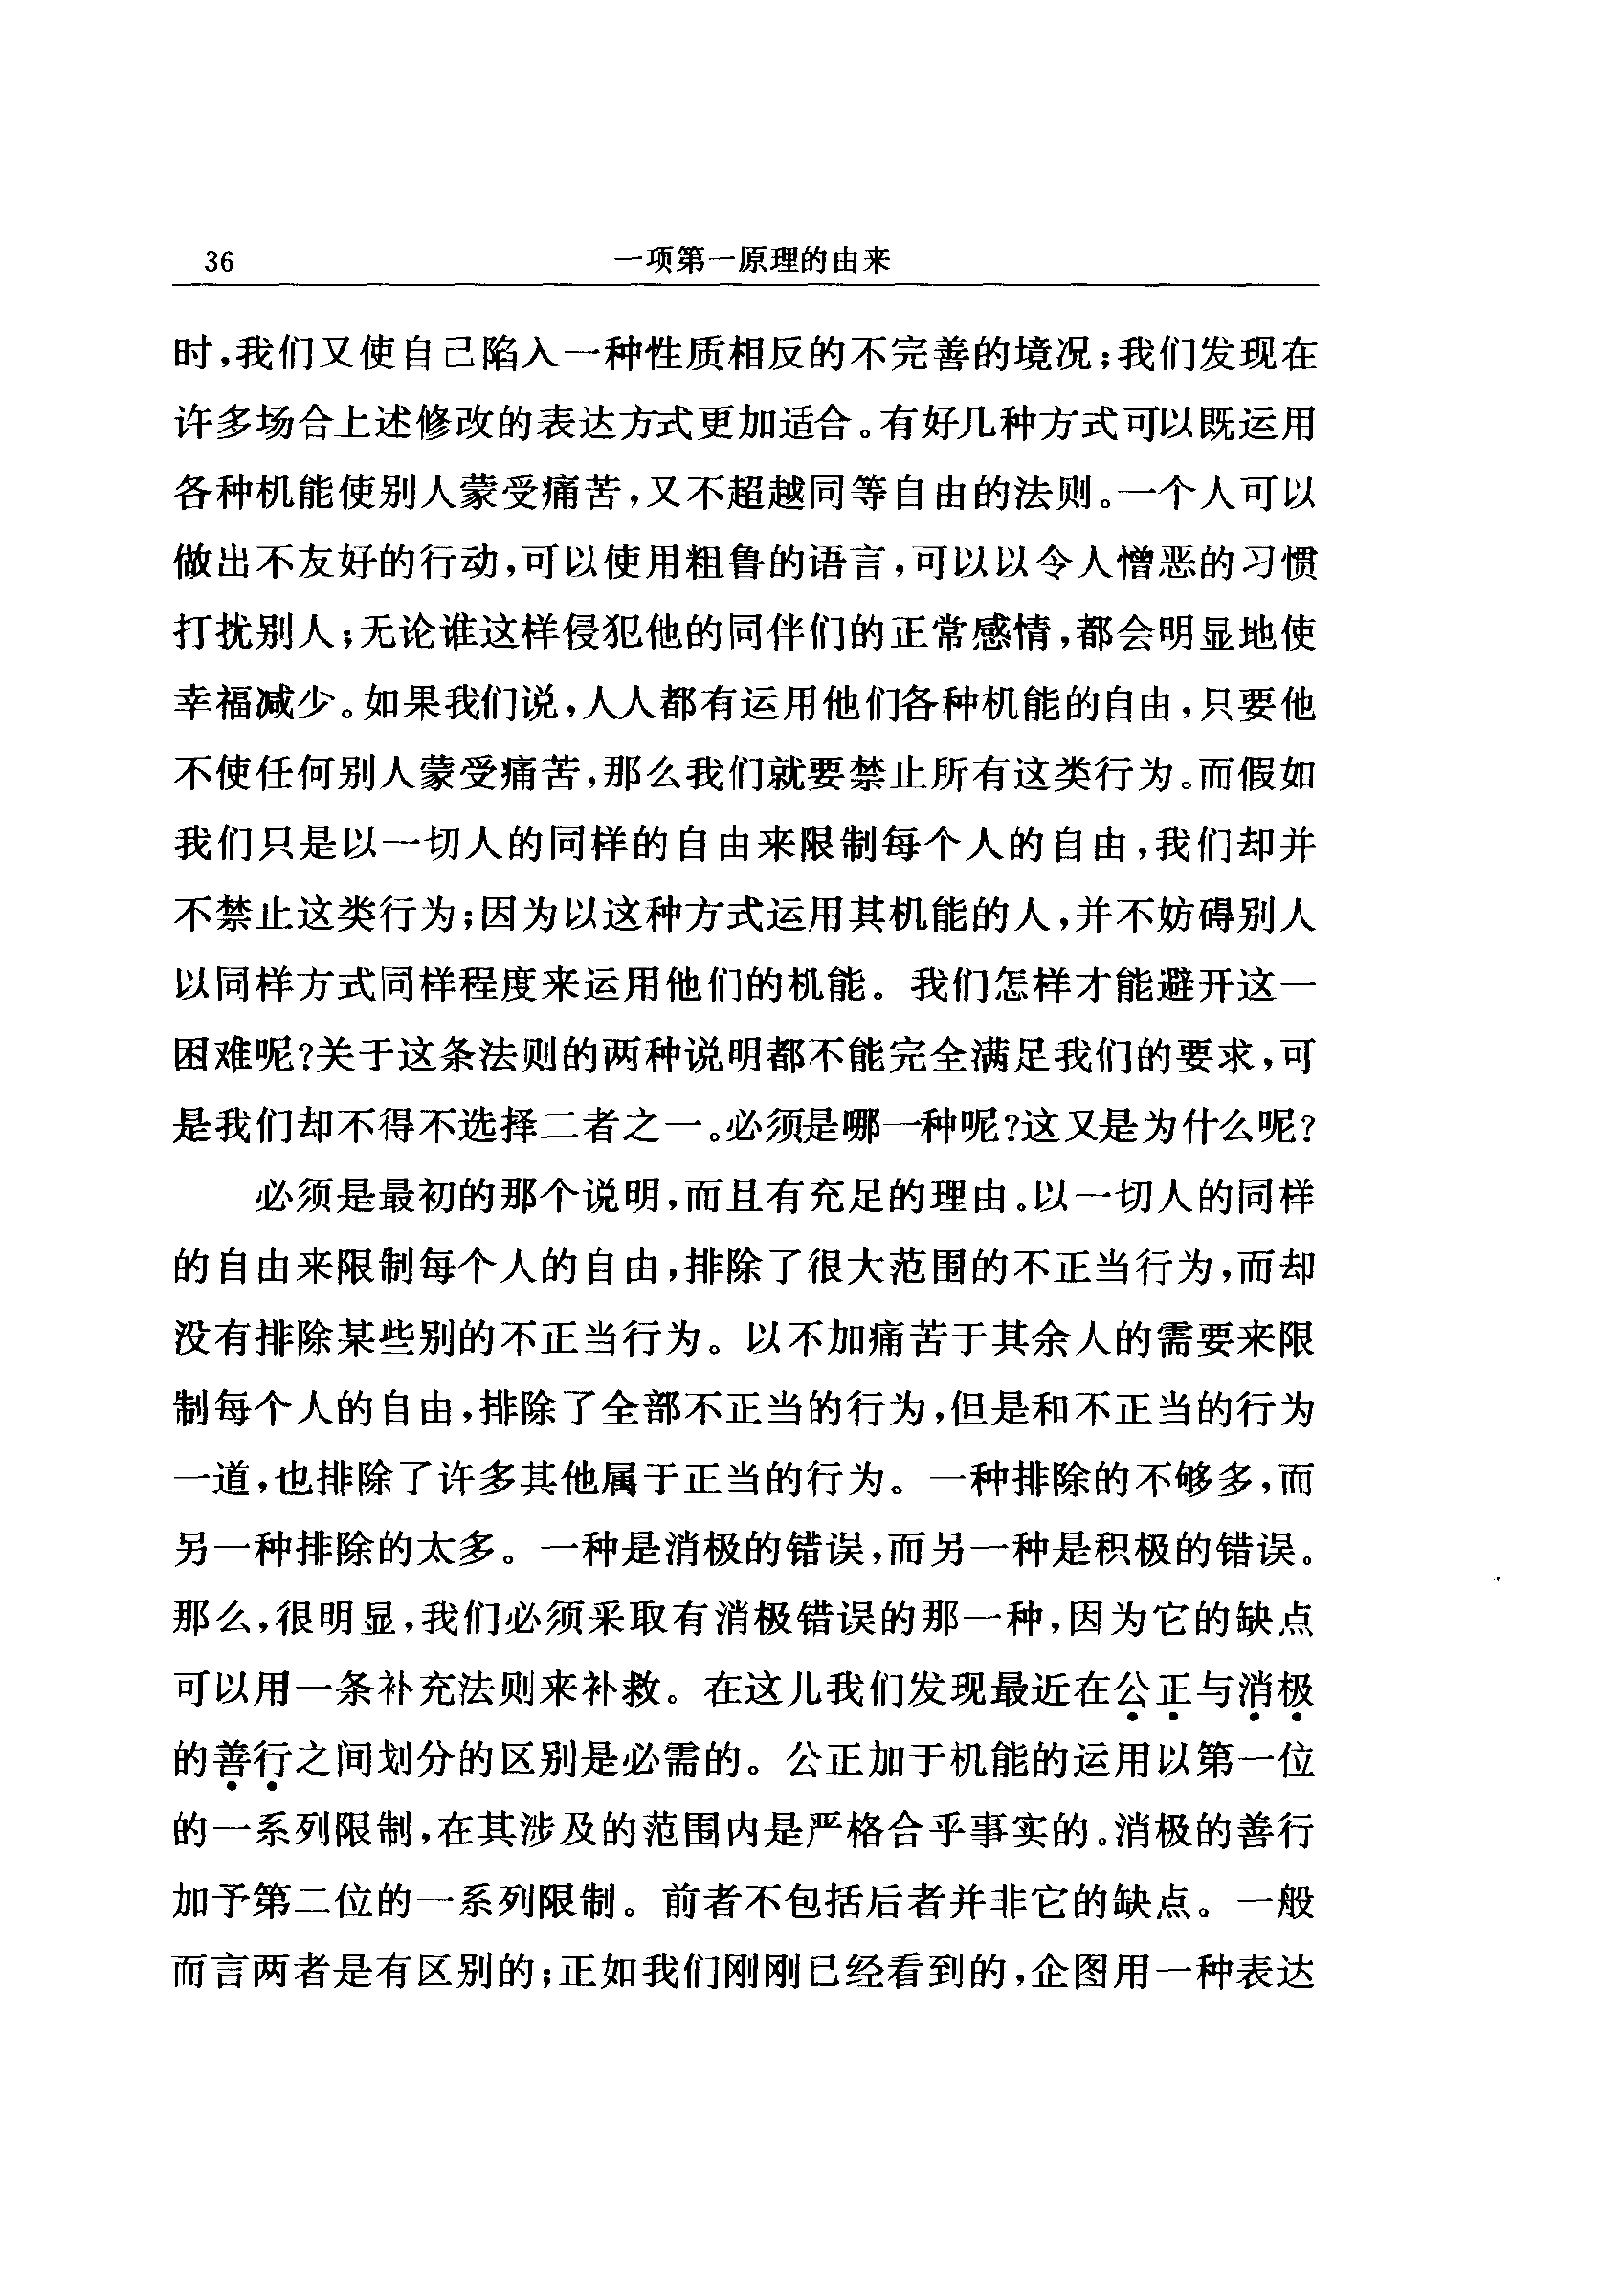 36 一项第一原理的由来
时,我们又使自己陷入一种性质相反的不完善的境况;我们发现在
许多场合上述修改的表达方式更加适合。有好几种方式可以既运用
各种机能使别人蒙受痛苦,又不超越同等自由的法则。一个人可以
做出不友好的行动,可以使用粗鲁的语言,可以以令人憎恶的习惯
打扰别人;无论谁这样侵犯他的同伴们的正常感情,都会明显地使
幸福减少。如果我们说,人人都有运用他们各种机能的自由,只要他
不使任何别人蒙受痛苦,那么我们就要禁止所有这类行为。而假如
我们只是以一切人的同样的自由来限制每个人的自由,我们却并
不禁止这类行为;因为以这种方式运用其机能的人,并不妨碍别人
以同样方式同样程度来运用他们的机能。我们怎样才能避开这一
困难呢?关于这条法则的两种说明都不能完全满足我们的要求,可
是我们却不得不选择二者之一。必须是哪一种呢?这又是为什么呢?
必须是最初的那个说明,而且有充足的理由。以一切人的同样
的自由来限制每个人的自由,排除了很大范围的不正当行为,而却
没有排除某些别的不正当行为。以不加痛苦于其余人的需要来限
制每个人的自由,排除了全部不正当的行为,但是和不正当的行为
一道,也排除了许多其他属于正当的行为。一种排除的不够多,而
另一种排除的太多。一种是消极的错误,而另一种是积极的错误。
那么,很明显,我们必须采取有消极错误的那一种,因为它的缺点
可以用一条补充法则来补救。在这儿我们发现最近在公正与消极
的善行之间划分的区别是必需的。公正加于机能的运用以第一位
的一系列限制,在其涉及的范围内是严格合乎事实的。消极的善行
加予第二位的一系列限制。前者不包括后者并非它的缺点。一般
而言两者是有区别的;正如我们刚刚已经看到的,企图用一种表达